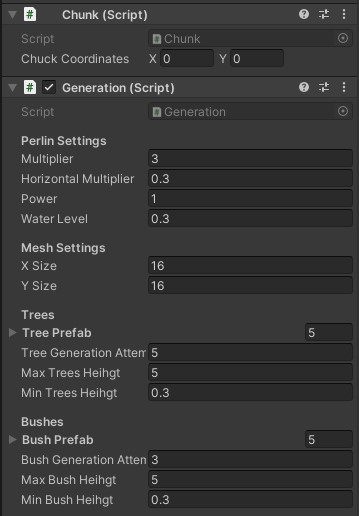 Chunk (Script)
Script Chunk
Chuck Coordinates X 0 Y 0
Generation (Script)
Script Generation
Perlin Settings
Multiplier 3
Horizontal Multiplier 0.3
Power 1
Water Level 0.3
Mesh Settings
X Size 16
Y Size 16
Trees
Tree Prefab 5
Tree Generation Attem 5
Max Trees Heihgt 5
Min Trees Heihgt 0.3
Bushes
Bush Prefab 5
Bush Generation Atten 3
Max Bush Heihgt 5
Min Bush Heihgt 0.3